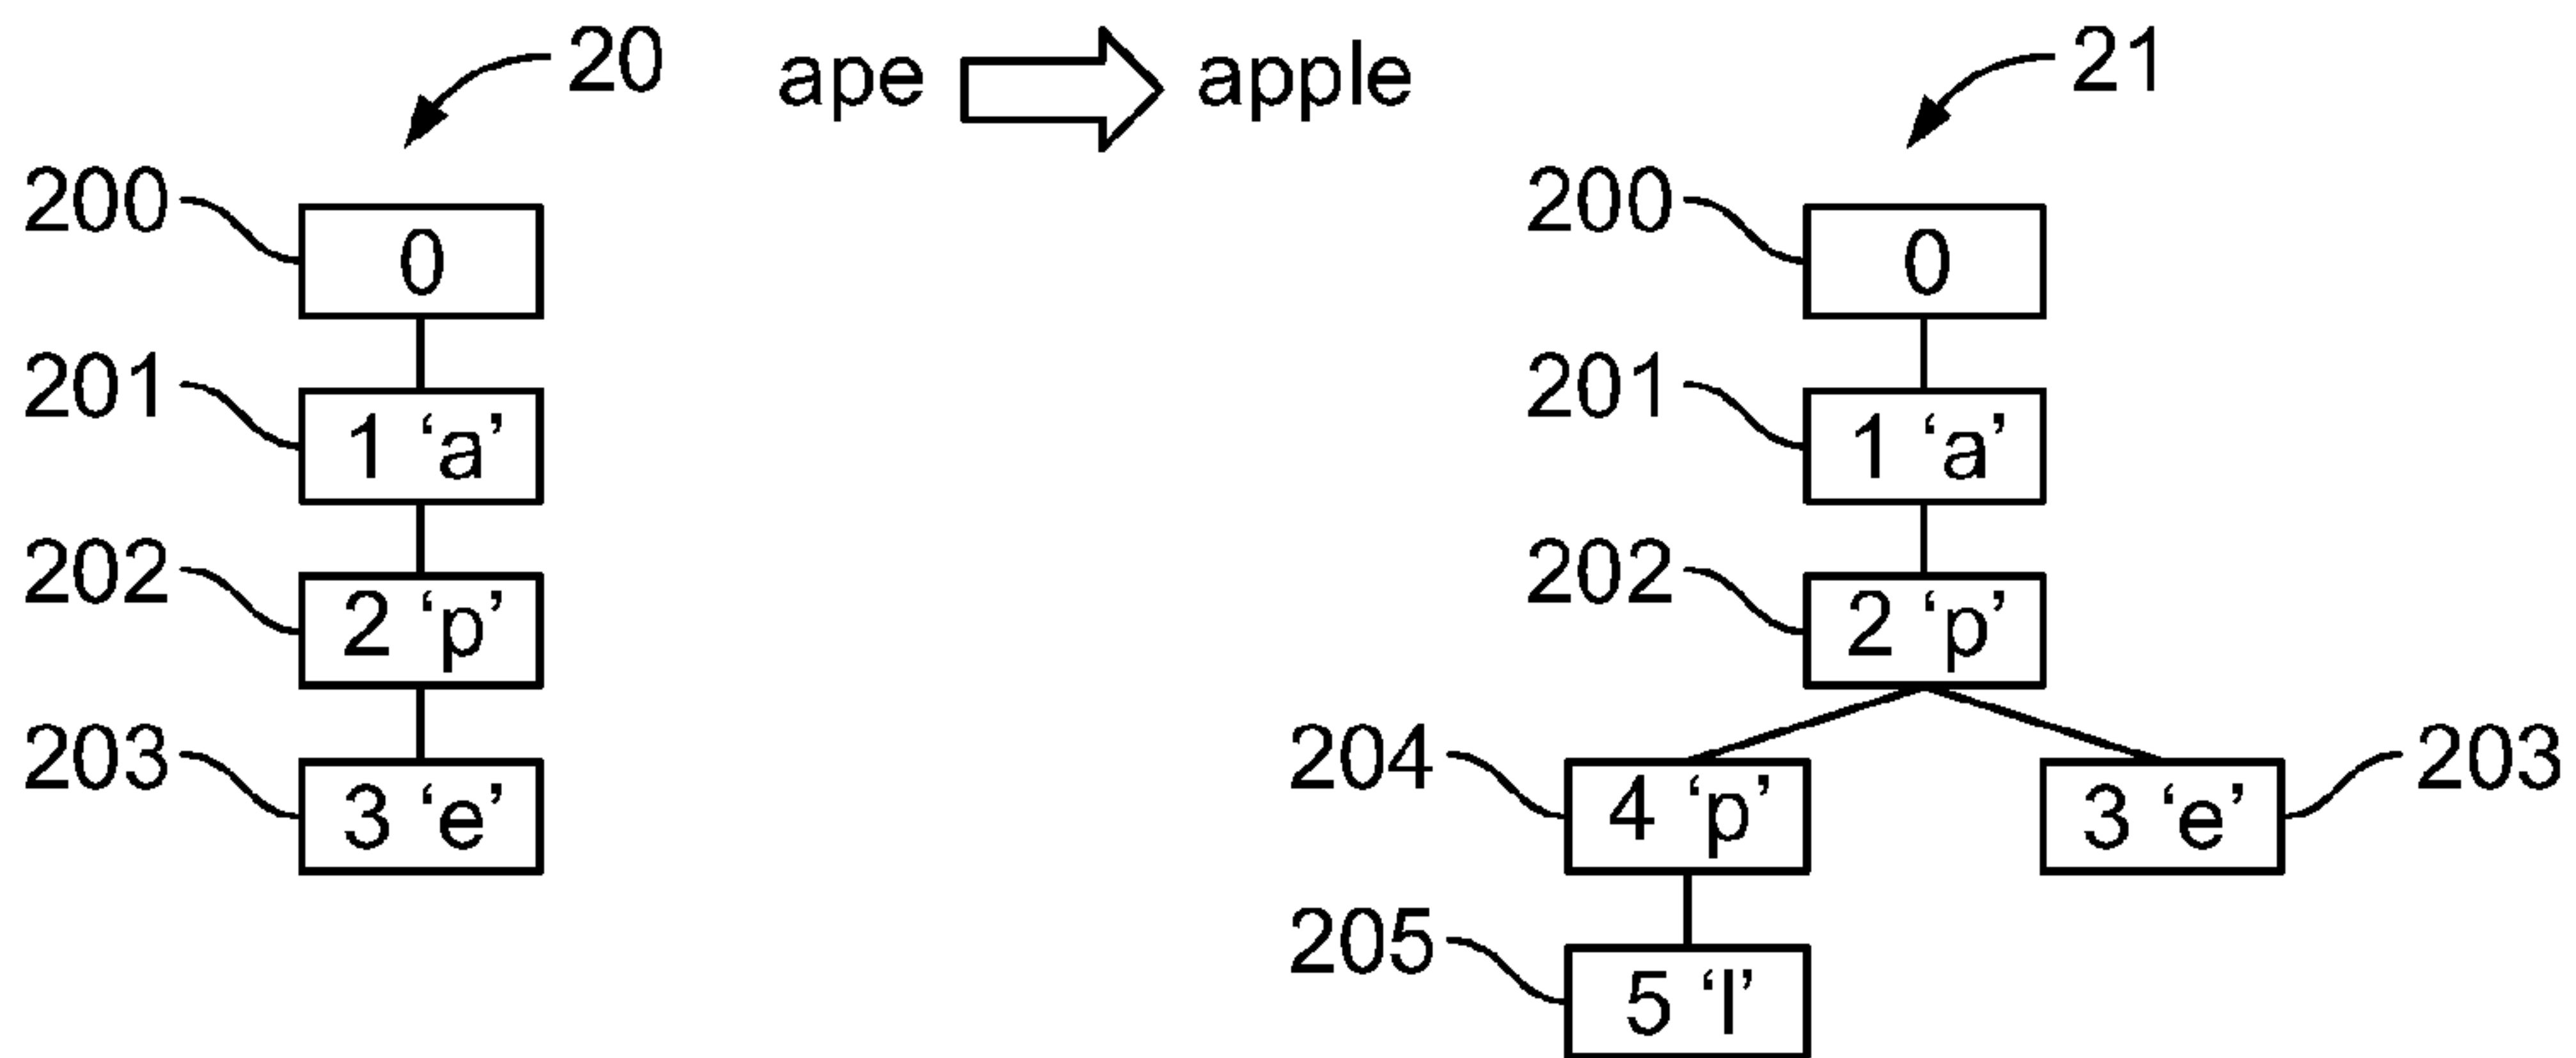 20 ape apple 21
200 0 200 0
201 1 ‘a’ 201 1 ‘a’
202 2 ‘p’ 202 2 ‘p’
203 3 ‘e’ 204 4 ‘p’ 3 ‘e’ 203
205 5 ‘l’